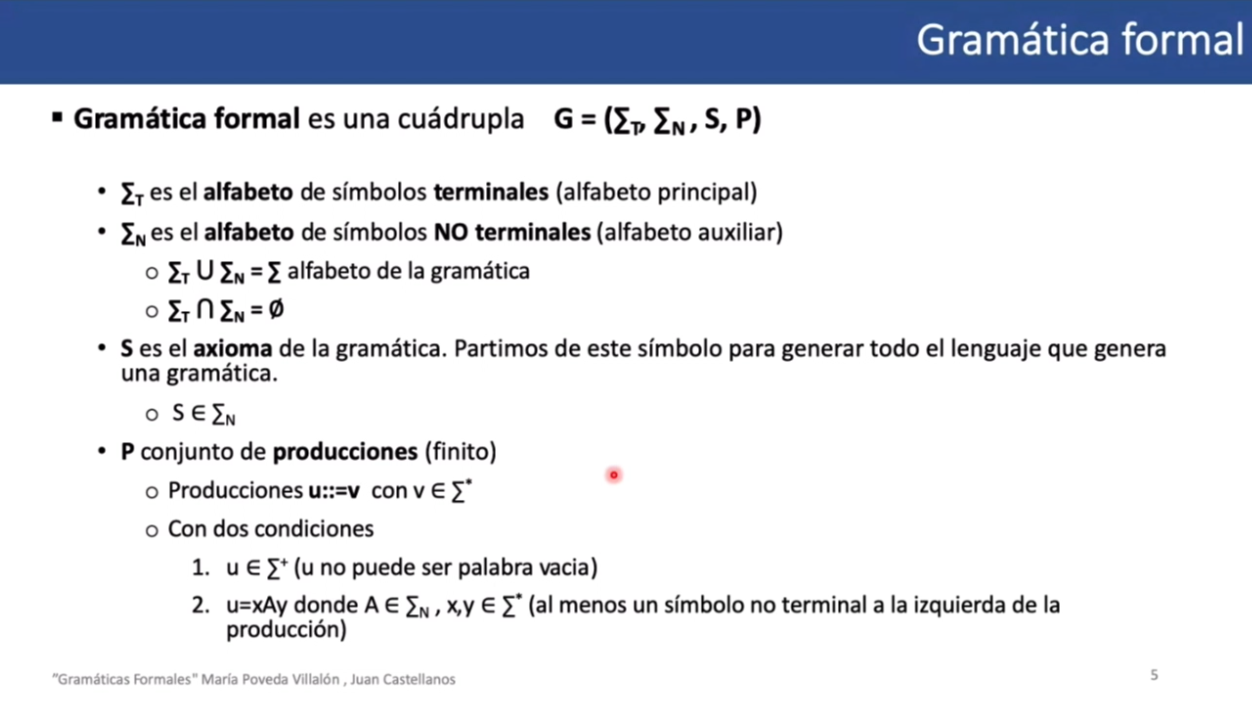 Gramática formal
▪ Gramática formal es una cuádrupla G = (∑T, ∑N , S, P)
• ∑T es el alfabeto de símbolos terminales (alfabeto principal)
• ∑N es el alfabeto de símbolos NO terminales (alfabeto auxiliar)
○ ∑T U ∑N = ∑ alfabeto de la gramática
○ ∑T ∩ ∑N = Ø
• S es el axioma de la gramática. Partimos de este símbolo para generar todo el lenguaje que genera
una gramática.
○ S ∈ ∑N
• P conjunto de producciones (finito)
○ Producciones u::=v con v ∈ ∑*
○ Con dos condiciones
1. u ∈ ∑+ (u no puede ser palabra vacia)
2. u=xAy donde A ∈ ∑N , x,y ∈ ∑* (al menos un símbolo no terminal a la izquierda de la
producción)
"Gramáticas Formales" María Poveda Villalón , Juan Castellanos
5